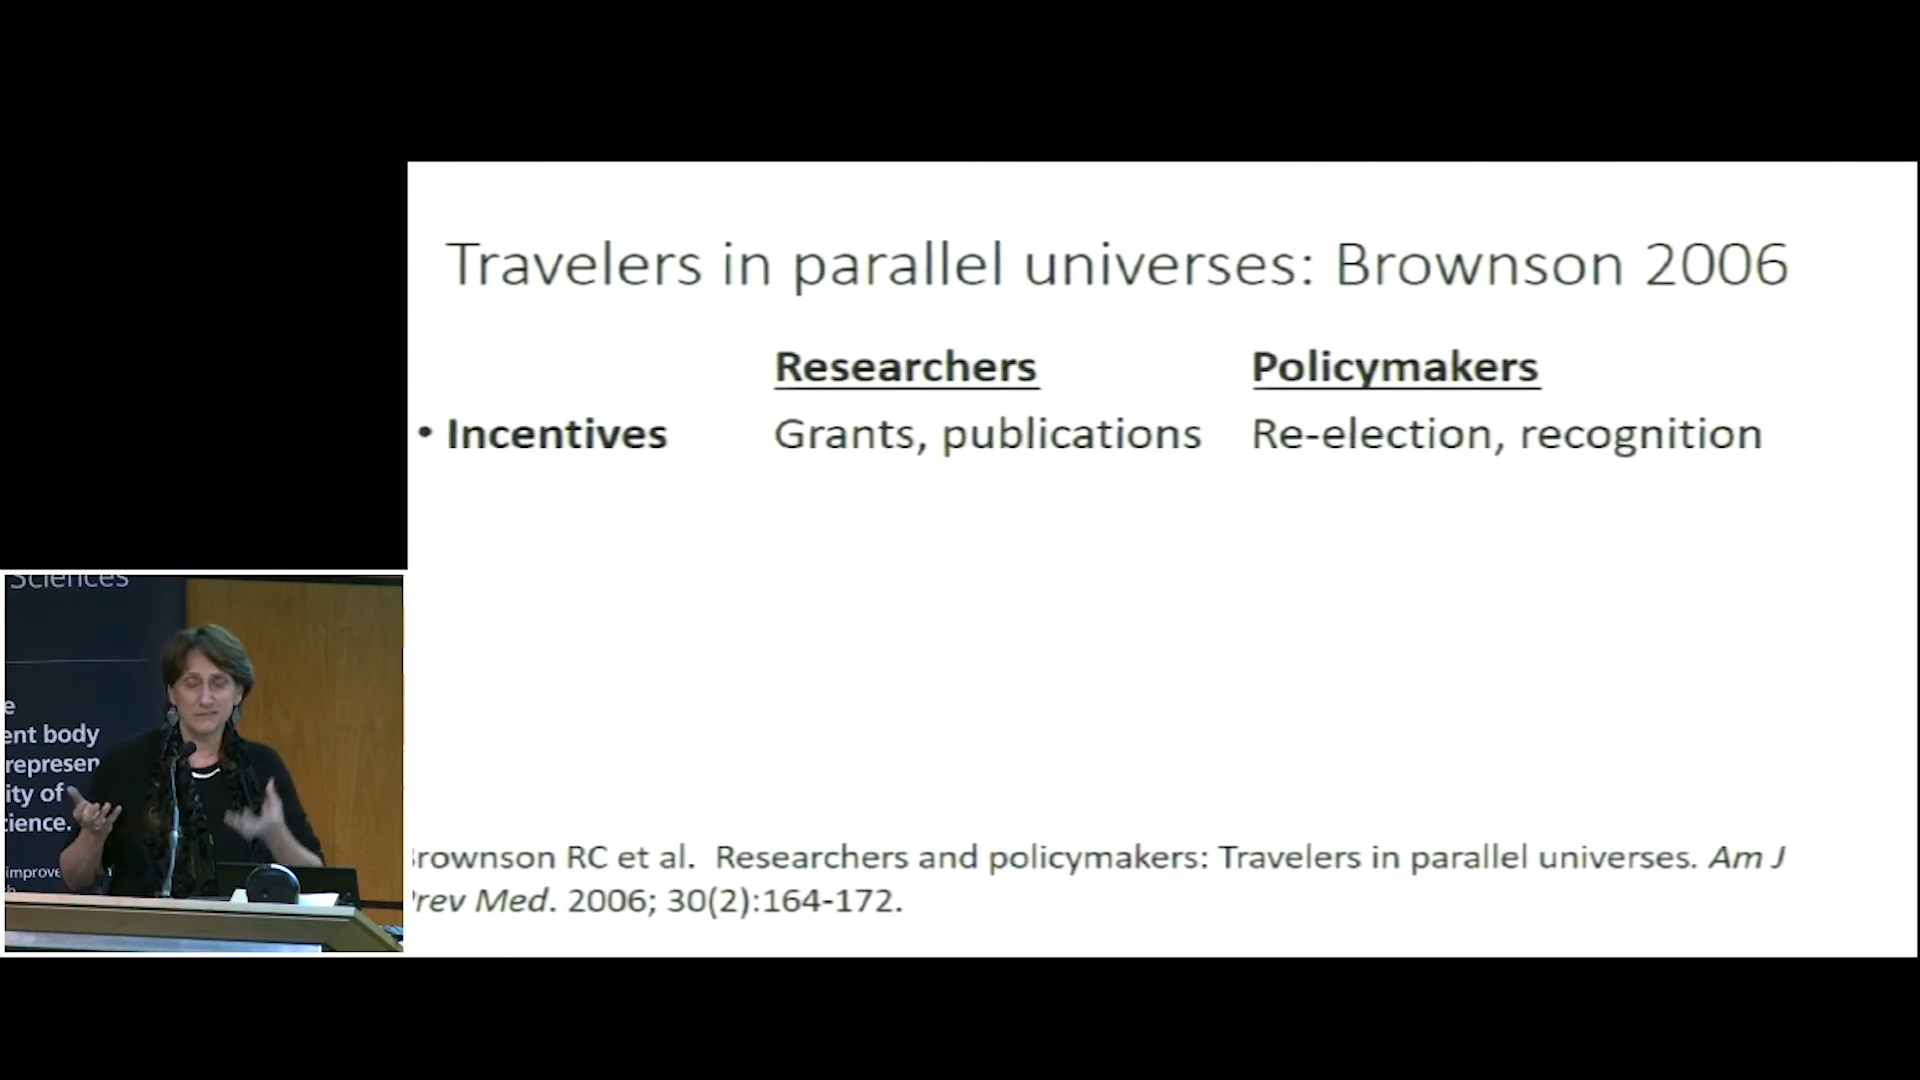 Travelers in parallel universes: Brownson 2006
Researchers Policymakers
• Incentives Grants, publications Re-election, recognition
rownson RC et al. Researchers and policymakers: Travelers in parallel universes. Am J
rev Med. 2006; 30(2):164-172.
Sciences
e
ent body
represen
ity of
ience.
improve